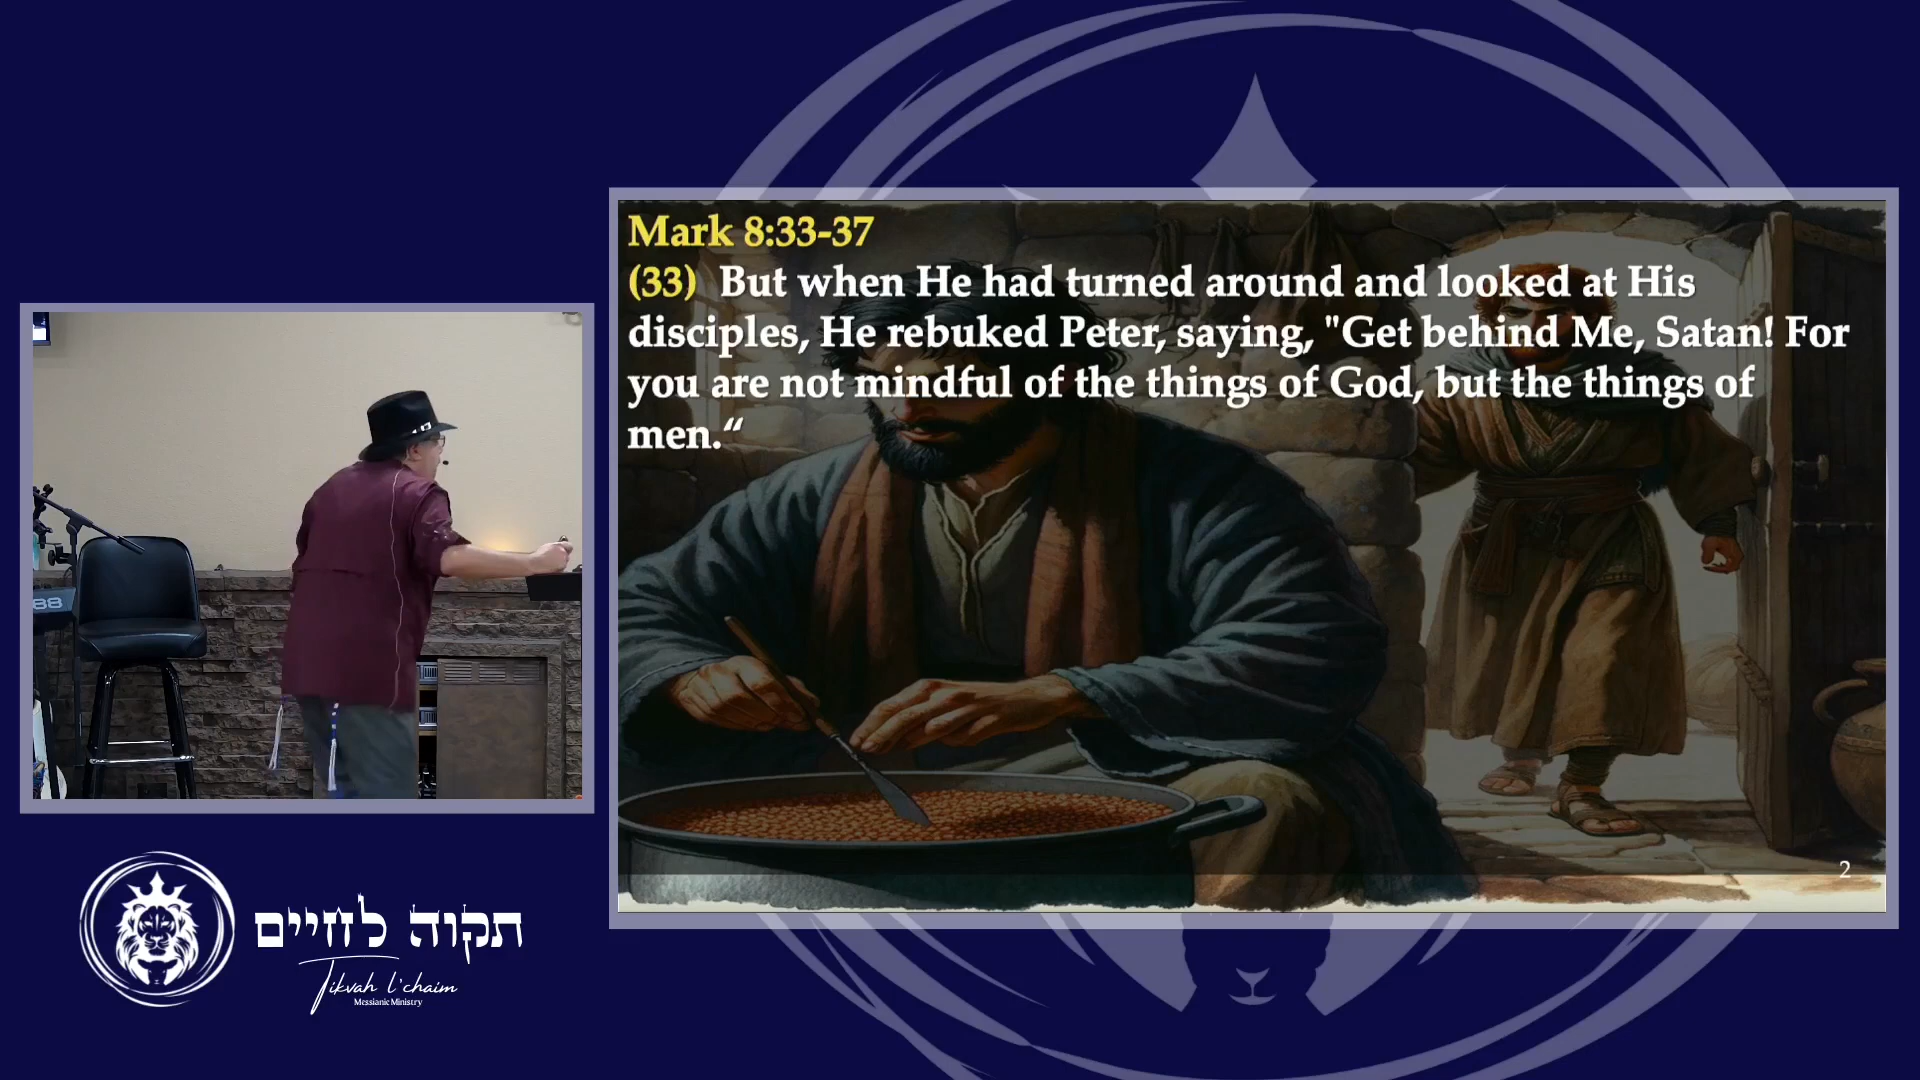 Mark 8:33-37
(33) But when He had turned around and looked at His
disciples, He rebuked Peter, saying, "Get behind Me, Satan! For
you are not mindful of the things of God, but the things of
men.“
2
88
תקוה לחיים
Tikvah l'chaim
Messianic Ministry